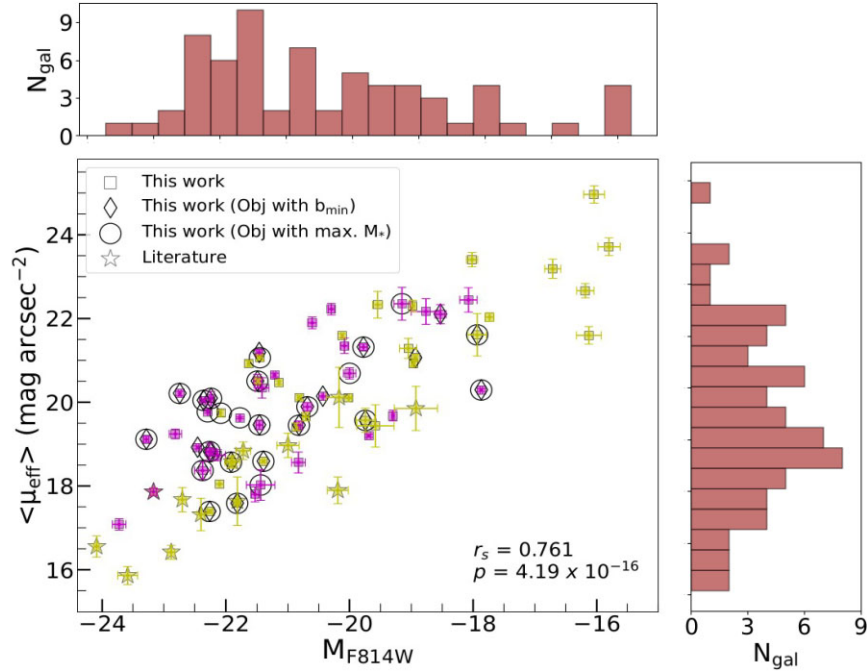 9
6
3
0
N_gal
This work
This work (Obj with b_min)
This work (Obj with max. M_*)
Literature
24
22
20
18
16
<μ_eff> (mag arcsec⁻²)
r_s = 0.761
p = 4.19 x 10⁻¹⁶
−24 −22 −20 −18 −16
M_F814W
0 3 6 9
N_gal